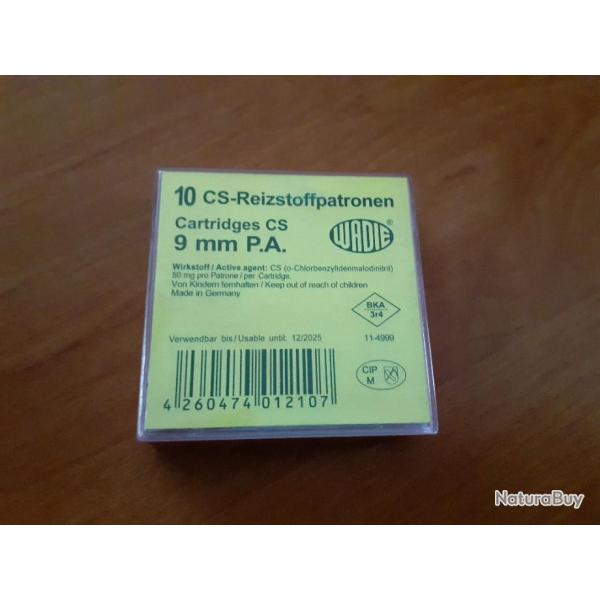 10 CS-Reizstoffpatronen
Cartridges CS
9 mm P.A.
WADIE ®
Wirkstoff / Active agent: CS (o-Chlorbenzylidenmalodinitril)
80 mg pro Patrone / per Cartridge.
Von Kindern fernhalten / Keep out of reach of children
Made in Germany
BKA
3r4
Verwendbar bis / Usable until: 12/2025
11-4999
CIP
M
4 260474 012107
NaturaBuy